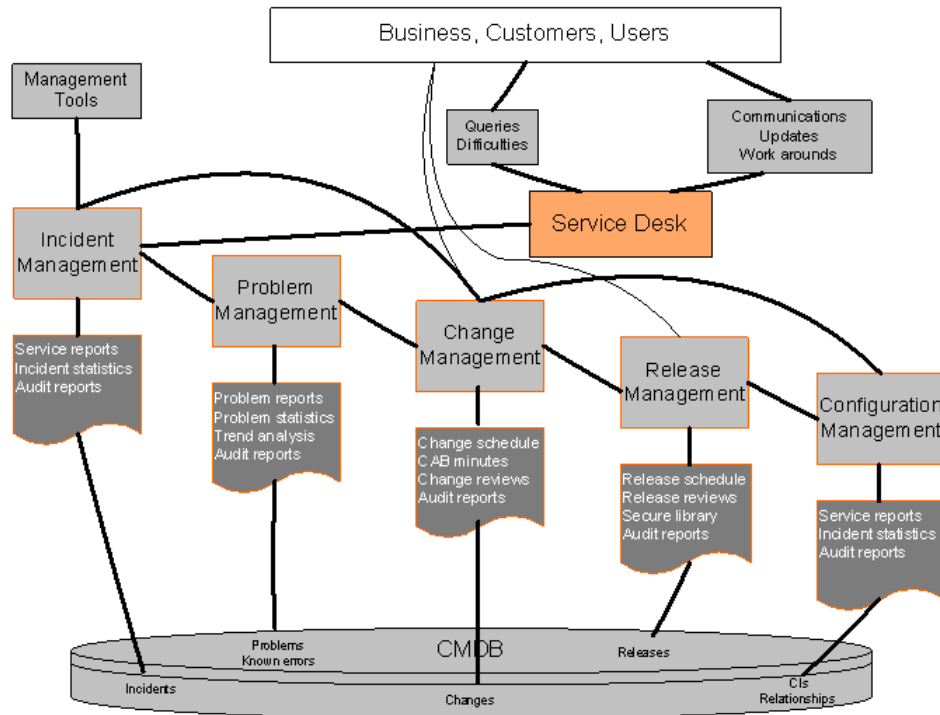 Business, Customers, Users
Management
Tools
Queries
Difficulties
Communications
Updates
Work arounds
Service Desk
Incident
Management
Problem
Management
Change
Management
Release
Management
Configuration
Management
Service reports
Incident statistics
Audit reports
Problem reports
Problem statistics
Trend analysis
Audit reports
Change schedule
CAB minutes
Change reviews
Audit reports
Release schedule
Release reviews
Secure library
Audit reports
Service reports
Incident statistics
Audit reports
CMDB
Incidents
Problems
Known errors
Changes
Releases
CIs
Relationships